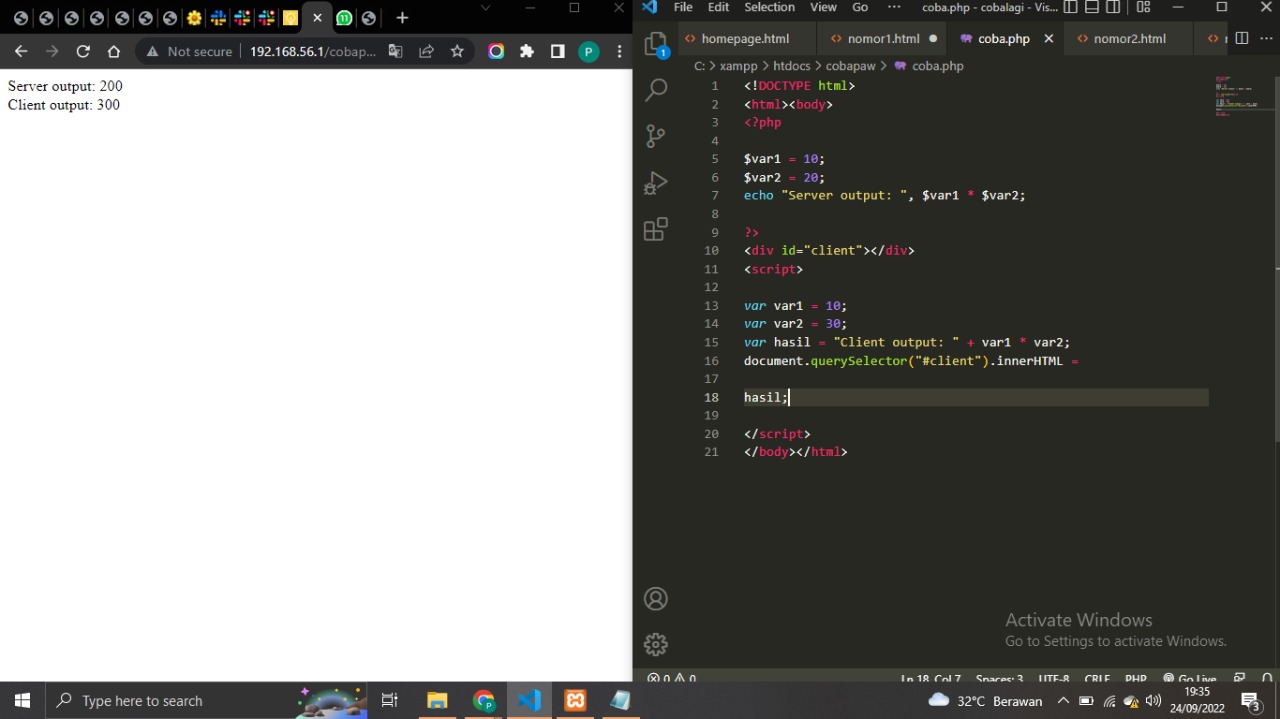 11
Not secure
192.168.56.1/cobap...
P
Server output: 200
Client output: 300
File Edit Selection View Go ··· coba.php - cobalagi - Vis...
homepage.html
nomor1.html
coba.php
nomor2.html
C: > xampp > htdocs > cobapaw > coba.php
1
1 <!DOCTYPE html>
2 <html><body>
3 <?php
4
5 $var1 = 10;
6 $var2 = 20;
7 echo "Server output: ", $var1 * $var2;
8
9 ?>
10 <div id="client"></div>
11 <script>
12
13 var var1 = 10;
14 var var2 = 30;
15 var hasil = "Client output: " + var1 * var2;
16 document.querySelector("#client").innerHTML =
17
18 hasil;
19
20 </script>
21 </body></html>
Activate Windows
Go to Settings to activate Windows.
0 0 Ln 18, Col 7 Spaces: 3 UTF-8 CRLF PHP Go Live
Type here to search
32°C Berawan
19:35
24/09/2022
3